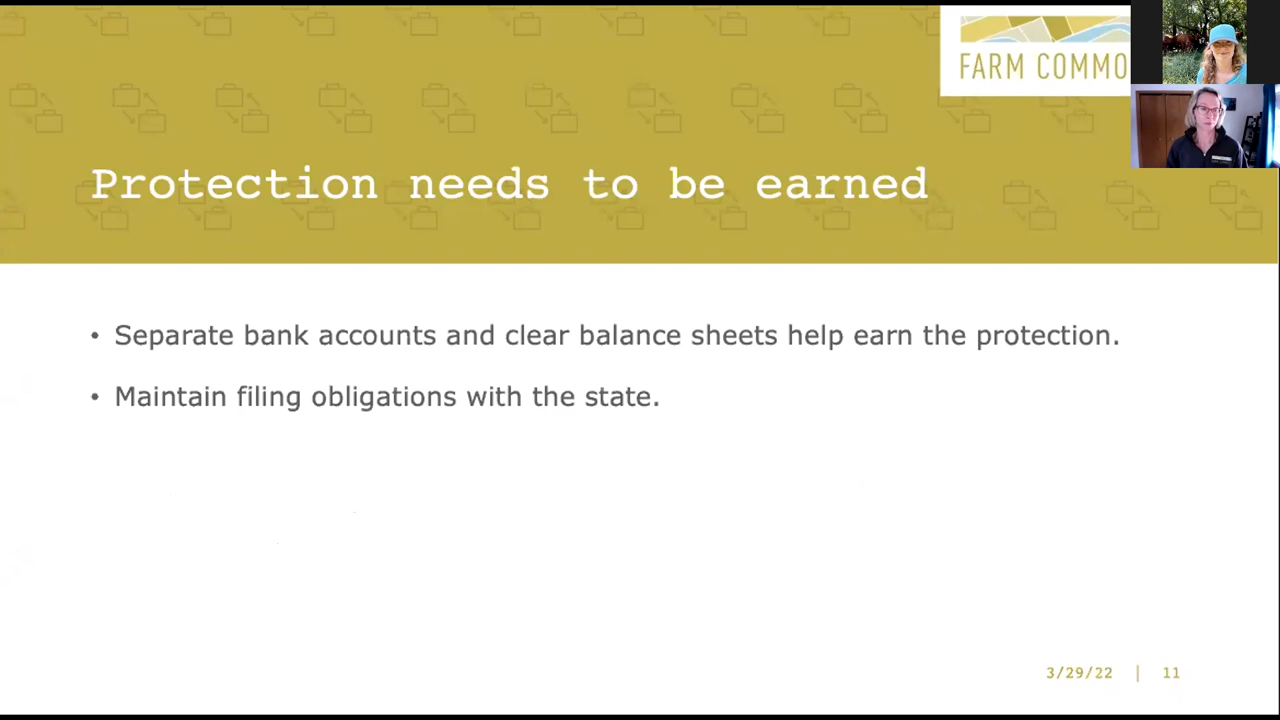 FARM COMMO
Protection needs to be earned
• Separate bank accounts and clear balance sheets help earn the protection.
• Maintain filing obligations with the state.
3/29/22 | 11